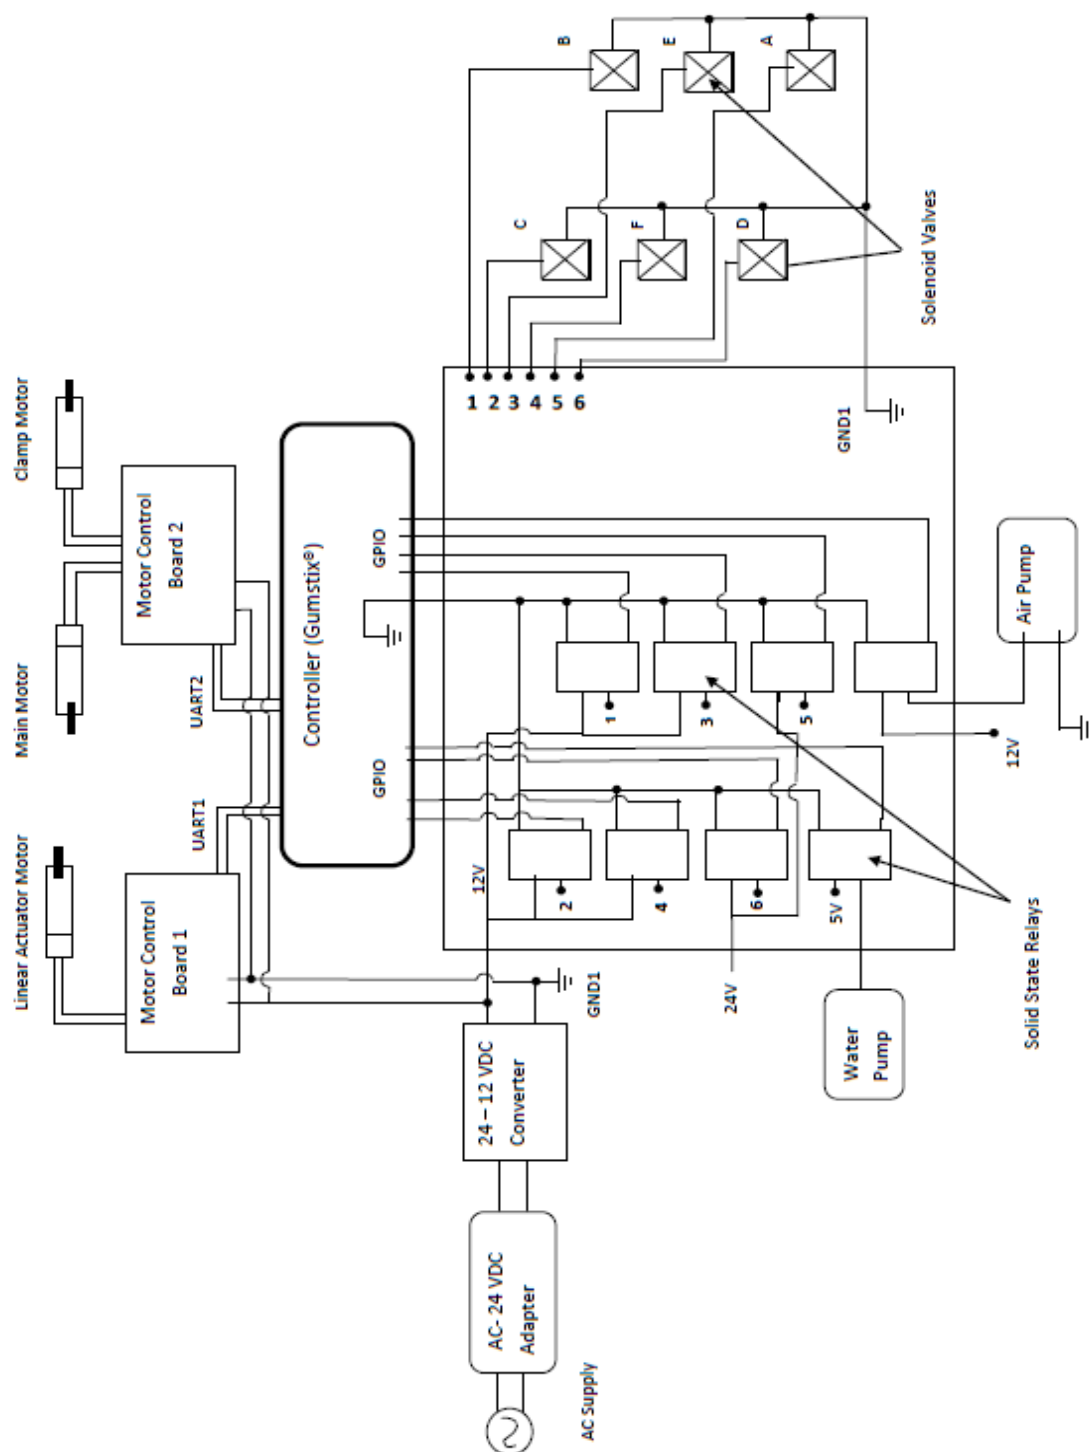 Linear Actuator Motor
Main Motor
Clamp Motor
Motor Control
Board 1
Motor Control
Board 2
UART1
UART2
Controller (Gumstix®)
GPIO
GPIO
AC Supply
AC- 24 VDC
Adapter
24 – 12 VDC
Converter
GND1
12V
2
4
6
5V
24V
1
3
5
12V
Water
Pump
Air Pump
Solid State Relays
1
2
3
4
5
6
GND1
B
E
A
C
F
D
Solenoid Valves